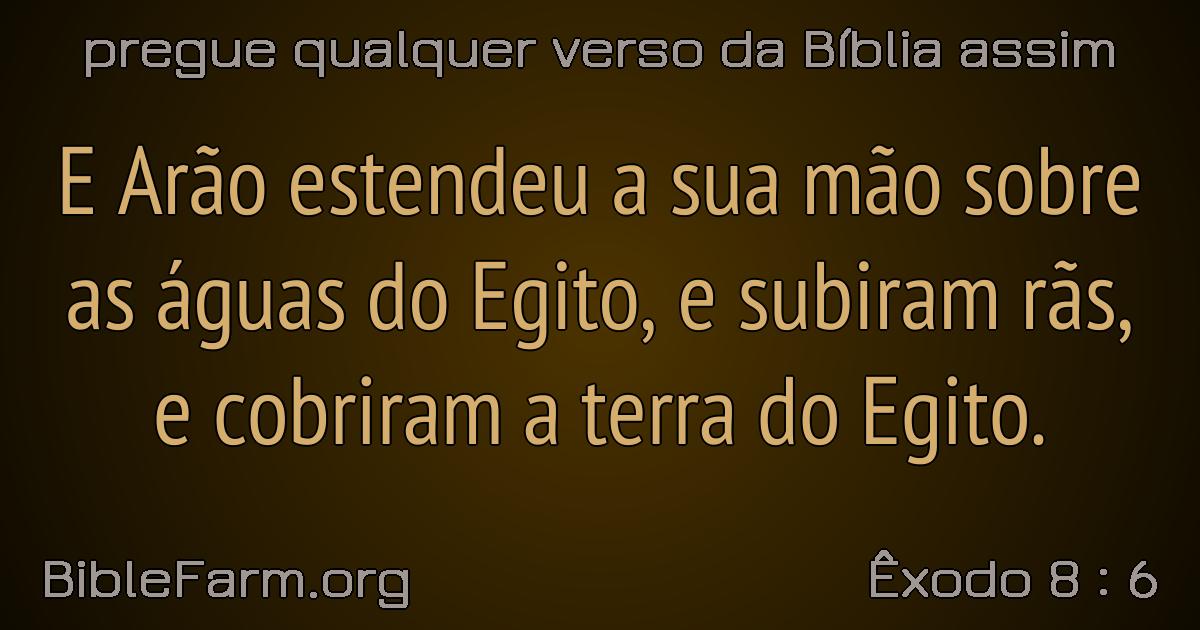 pregue qualquer verso da Bíblia assim
E Arão estendeu a sua mão sobre
as águas do Egito, e subiram rãs,
e cobriram a terra do Egito.
BibleFarm.org
Êxodo 8 : 6